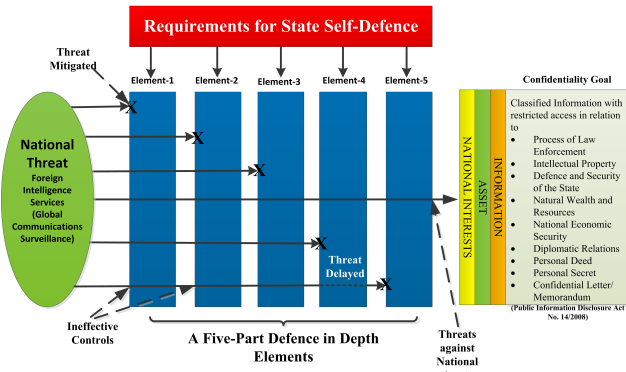 Requirements for State Self-Defence
Threat
Mitigated
Element-1
Element-2
Element-3
Element-4
Element-5
X
X
X
X
X
National
Threat
Foreign
Intelligence
Services
(Global
Communications
Surveillance)
Threat
Delayed
Ineffective
Controls
A Five-Part Defence in Depth
Elements
Threats
against
National
NATIONAL INTERESTS
ASSET
INFORMATION
Confidentiality Goal
Classified Information with
restricted access in relation
to
• Process of Law
Enforcement
• Intellectual Property
• Defence and Security
of the State
• Natural Wealth and
Resources
• National Economic
Security
• Diplomatic Relations
• Personal Deed
• Personal Secret
• Confidential Letter/
Memorandum
(Public Information Disclosure Act
No. 14/2008)